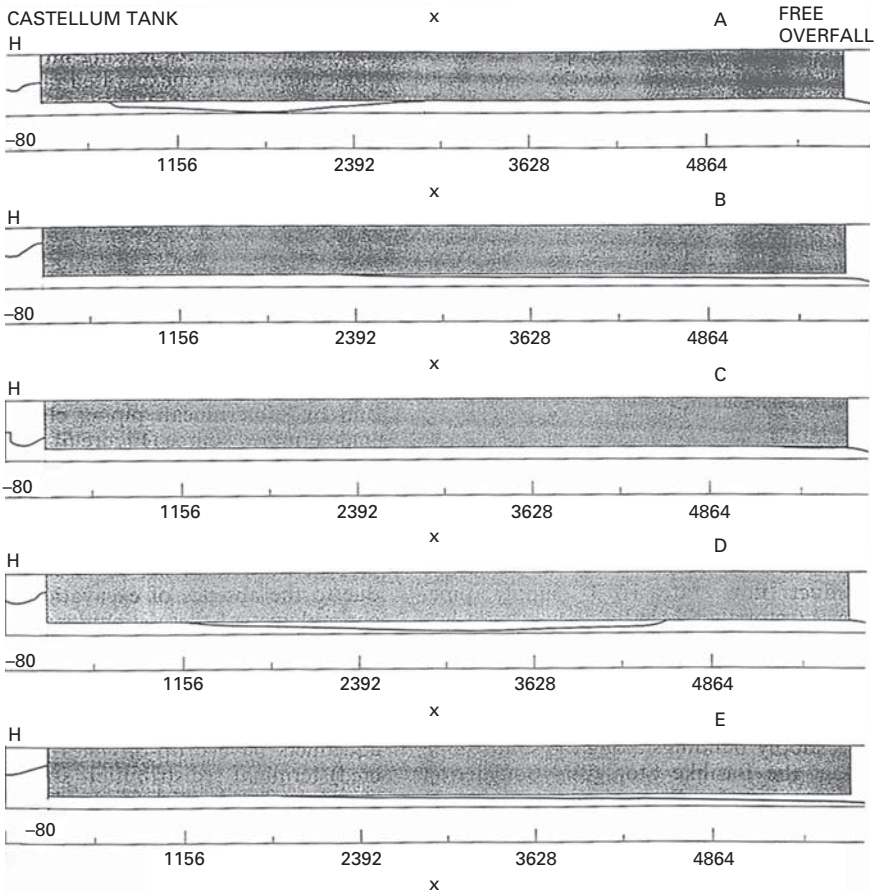 CASTELLUM TANK x A FREE OVERFALL
H
–80
1156 2392 3628 4864
x B
H
–80
1156 2392 3628 4864
x C
H
–80
1156 2392 3628 4864
x D
H
–80
1156 2392 3628 4864
x E
H
–80
1156 2392 3628 4864
x